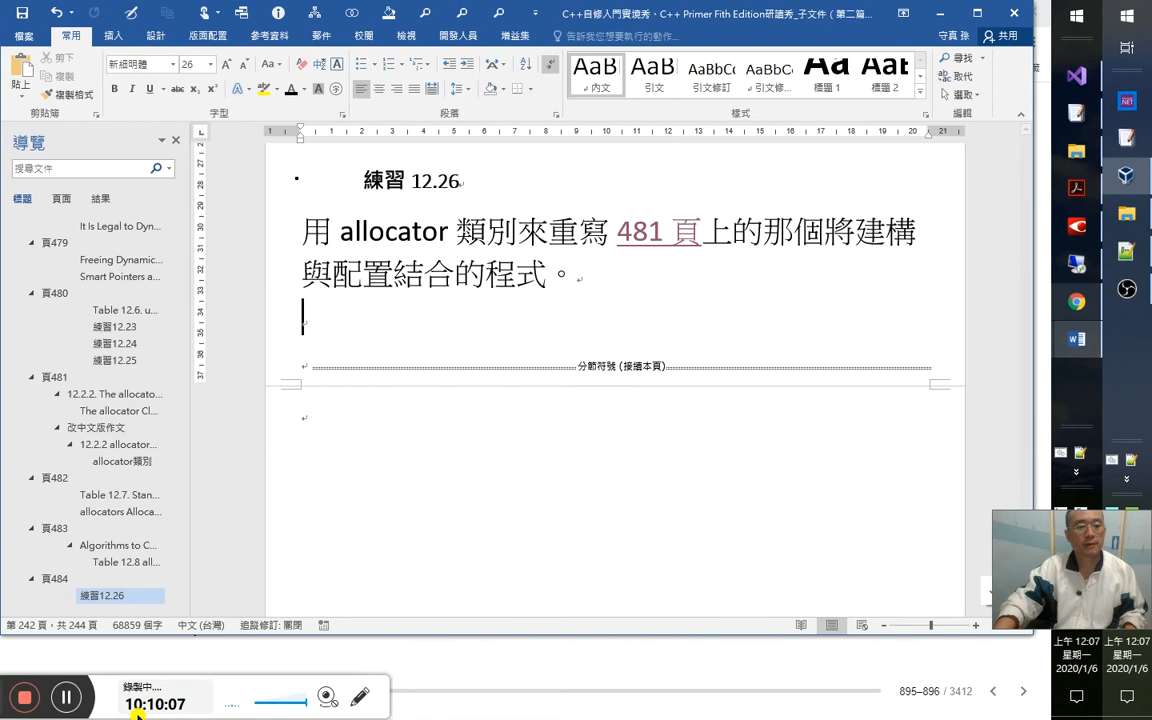 C++自修人門實境秀、C++ Primer Fith Edition研讀秀_子文件（第二篇...
檔案 常用 插入 設計 版面配置 參考資料 郵件 校閱 檢視 開發人員 增益集 告訴我您想要執行的動作... 守真 孫 共用
貼上 剪下 複製 複製格式
新細明體 26
AaB AaB AaBbC AaBbC AaB AaB
內文 引文 引文修訂 引文修... 標題 1 標題 2
尋找 取代 選取
剪貼簿 字型 段落 樣式 編輯
導覽
搜尋文件
標題 頁面 結果
It Is Legal to Dyn...
頁479
Freeing Dynamic...
Smart Pointers a...
頁480
Table 12.6. u...
練習12.23
練習12.24
練習12.25
頁481
12.2.2. The allocato...
The allocator Cl...
改中文版作文
12.2.2 allocator...
allocator類別
頁482
Table 12.7. Stan...
allocators Alloca...
頁483
Algorithms to C...
Table 12.8 all...
頁484
練習12.26
練習 12.26
用 allocator 類別來重寫 481 頁上的那個將建構
與配置結合的程式。
分節符號 (接續本頁)
第 242 頁，共 244 頁 68859 個字 中文 (台灣) 追蹤修訂: 關閉
錄製中....
10:10:07
895–896 / 3412
上午 12:07 上午 12:07
星期一 星期一
2020/1/6 2020/1/6